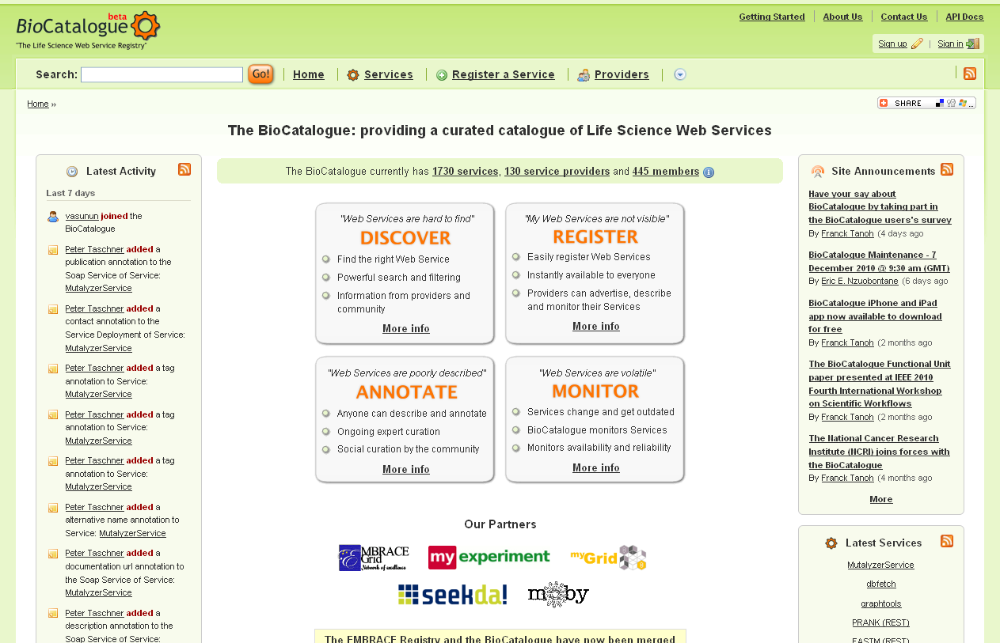 BioCatalogue beta
"The Life Science Web Service Registry"
Getting Started | About Us | Contact Us | API Docs
Sign up | Sign in
Search: Go! Home Services Register a Service Providers
Home »
SHARE
The BioCatalogue: providing a curated catalogue of Life Science Web Services
Latest Activity
Last 7 days
vasunun joined the
BioCatalogue
Peter Taschner added a
publication annotation to the
Soap Service of Service:
MutalyzerService
Peter Taschner added a
contact annotation to the
Service Deployment of Service:
MutalyzerService
Peter Taschner added a tag
annotation to Service:
MutalyzerService
Peter Taschner added a tag
annotation to Service:
MutalyzerService
Peter Taschner added a tag
annotation to Service:
MutalyzerService
Peter Taschner added a
alternative name annotation to
Service: MutalyzerService
Peter Taschner added a
documentation url annotation to
the Soap Service of Service:
MutalyzerService
Peter Taschner added a
description annotation to the
Soap Service of Service:
The BioCatalogue currently has 1730 services, 130 service providers and 445 members
"Web Services are hard to find"
DISCOVER
Find the right Web Service
Powerful search and filtering
Information from providers and
community
More info
"My Web Services are not visible"
REGISTER
Easily register Web Services
Instantly available to everyone
Providers can advertise, describe
and monitor their Services
More info
"Web Services are poorly described"
ANNOTATE
Anyone can describe and annotate
Ongoing expert curation
Social curation by the community
More info
"Web Services are volatile"
MONITOR
Services change and get outdated
BioCatalogue monitors Services
Monitors availability and reliability
More info
Our Partners
EMBRACE
Grid
Network of excellence
my experiment
myGrid
seekda!
moby
The EMBRACE Registry and the BioCatalogue have now been merged
Site Announcements
Have your say about
BioCatalogue by taking part in
the BioCatalogue users's survey
By Franck Tanoh (4 days ago)
BioCatalogue Maintenance - 7
December 2010 @ 9:30 am (GMT)
By Eric E. Nzuobontane (6 days ago)
BioCatalogue iPhone and iPad
app now available to download
for free
By Franck Tanoh (2 months ago)
The BioCatalogue Functional Unit
paper presented at IEEE 2010
Fourth International Workshop
on Scientific Workflows
By Franck Tanoh (2 months ago)
The National Cancer Research
Institute (NCRI) joins forces with
the BioCatalogue
By Franck Tanoh (4 months ago)
More
Latest Services
MutalyzerService
dbfetch
graphtools
PRANK (REST)
FASTM (REST)